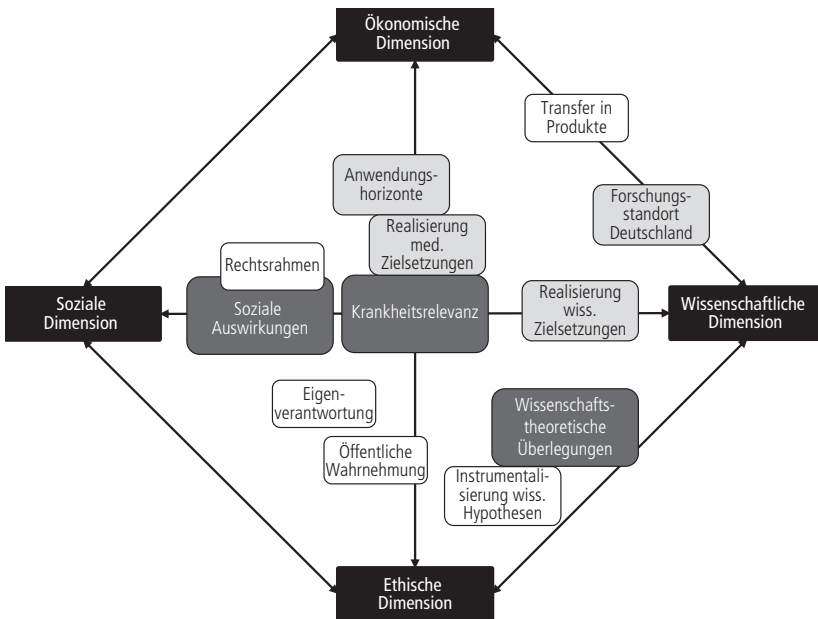 Ökonomische
Dimension
Transfer in
Produkte
Anwendungs-
horizonte
Forschungs-
standort
Deutschland
Realisierung
med.
Zielsetzungen
Rechtsrahmen
Soziale
Dimension
Soziale
Auswirkungen
Krankheitsrelevanz
Realisierung
wiss.
Zielsetzungen
Wissenschaftliche
Dimension
Eigen-
verantwortung
Wissenschafts-
theoretische
Überlegungen
Öffentliche
Wahrnehmung
Instrumentali-
sierung wiss.
Hypothesen
Ethische
Dimension